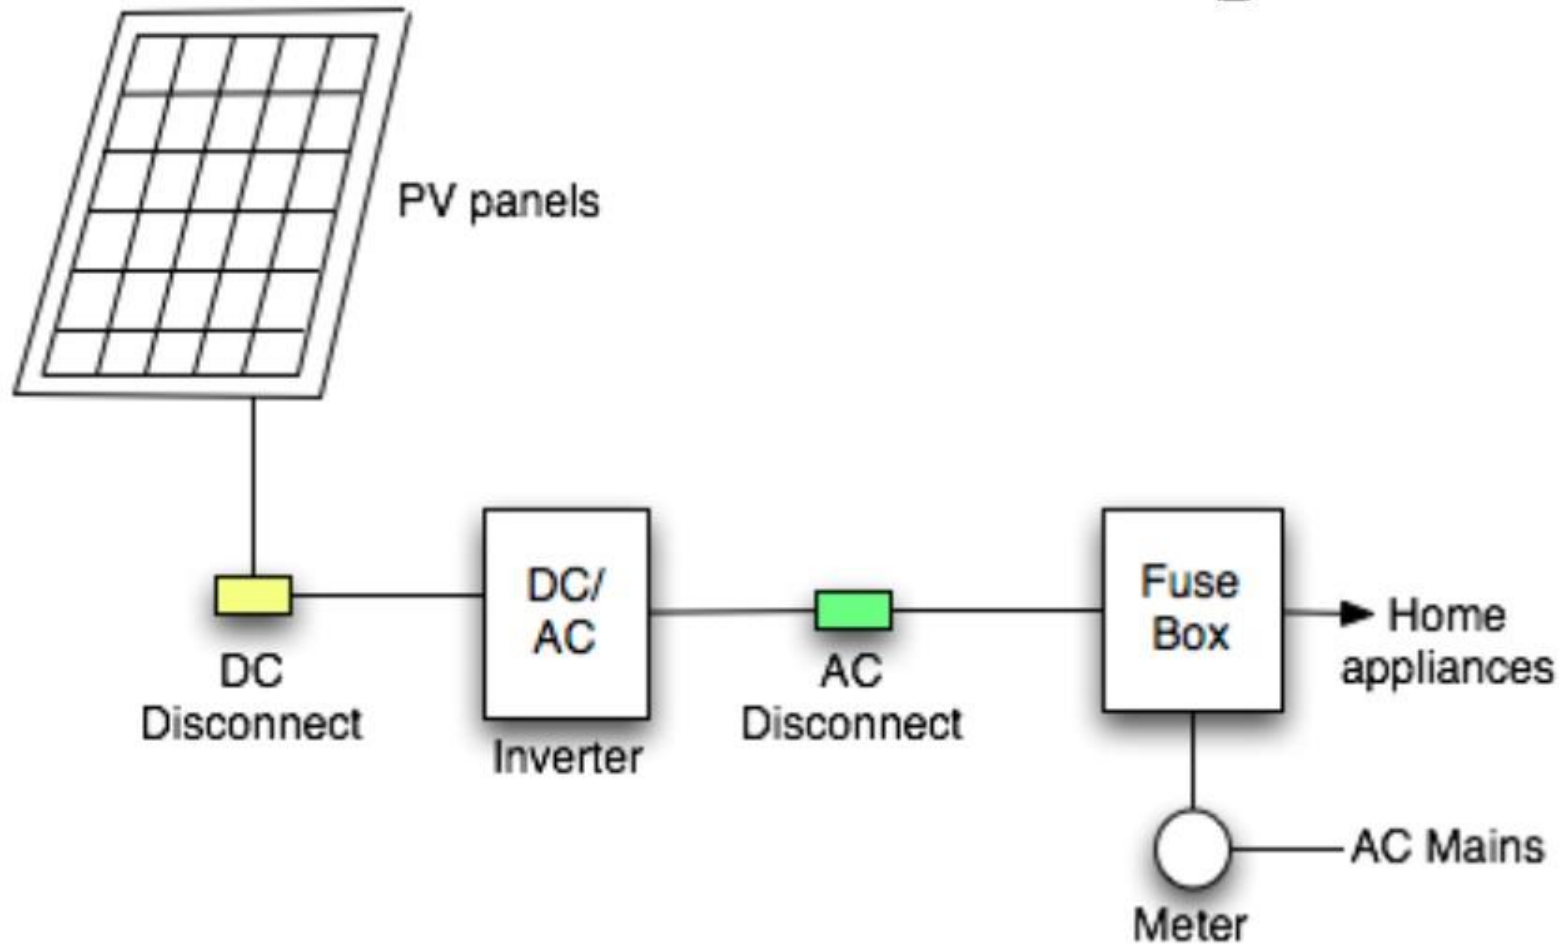 PV panels
DC
Disconnect
DC/
AC
Inverter
AC
Disconnect
Fuse
Box
Home
appliances
AC Mains
Meter